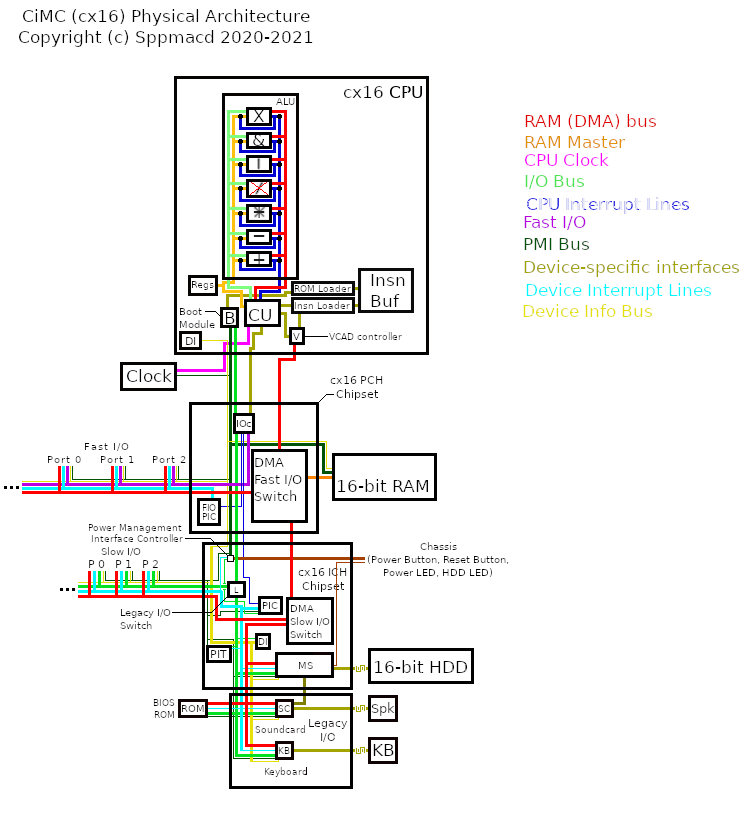 CiMC (cx16) Physical Architecture
Copyright (c) Sppmacd 2020-2021
cx16 CPU
ALU
X
&
|
/
*
-
+
RAM (DMA) bus
RAM Master
CPU Clock
I/O Bus
CPU Interrupt Lines
Fast I/O
PMI Bus
Device-specific interfaces
Device Interrupt Lines
Device Info Bus
Regs
ROM Loader
Insn Loader
Insn
Buf
Boot
Module
B
CU
DI
V
VCAD controller
Clock
cx16 PCH
Chipset
IOc
Fast I/O
Port 0 Port 1 Port 2
...
DMA
Fast I/O
Switch
16-bit RAM
FIO
PIC
Power Management
Interface Controller
Slow I/O
P 0 P 1 P 2
...
Chassis
(Power Button, Reset Button,
Power LED, HDD LED)
cx16 ICH
Chipset
L
PIC
DMA
Slow I/O
Switch
Legacy I/O
Switch
DI
PIT
MS
16-bit HDD
BIOS
ROM
ROM
SC
Soundcard
Legacy
I/O
Spk
KB
Keyboard
KB